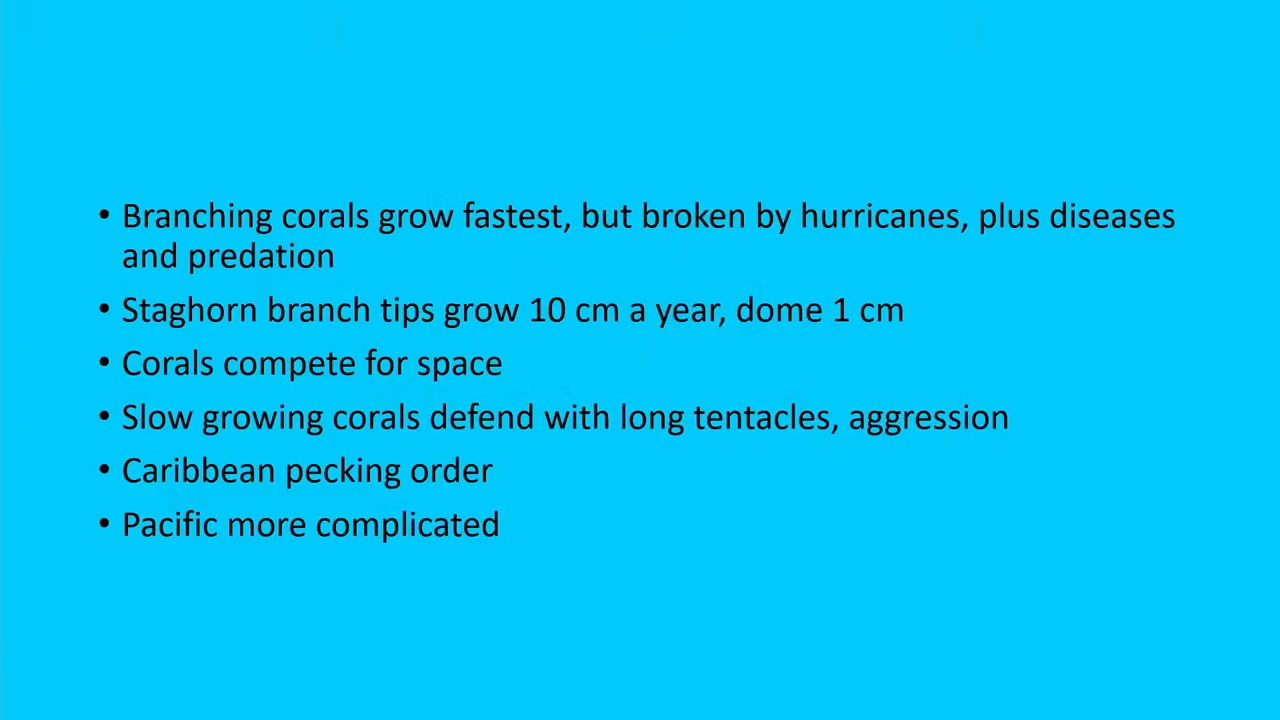 • Branching corals grow fastest, but broken by hurricanes, plus diseases
and predation
• Staghorn branch tips grow 10 cm a year, dome 1 cm
• Corals compete for space
• Slow growing corals defend with long tentacles, aggression
• Caribbean pecking order
• Pacific more complicated